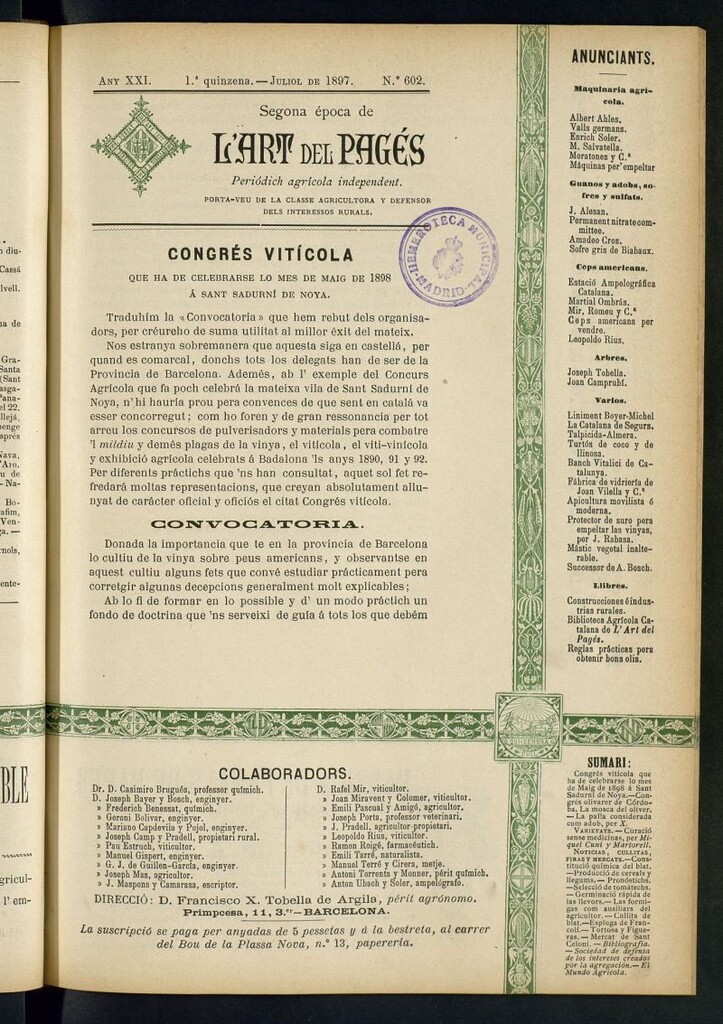 ANY XXI. 1.ª quinzena.—JULIOL DE 1897. N.º 602.
Segona época de
L'ART DEL PAGÉS
Periódich agrícola independent.
PORTA-VEU DE LA CLASSE AGRICULTORA Y DEFENSOR
DELS INTERESSOS RURALS.
HEMEROTECA MUNICIPAL
MADRID
CONGRÉS VITÍCOLA
QUE HA DE CELEBRARSE LO MES DE MAIG DE 1898
Á SANT SADURNÍ DE NOYA.
Traduhím la «Convocatoria» que hem rebut dels organisa-
dors, per créureho de suma utilitat al millor éxit del mateix.
Nos estranya sobremanera que aquesta siga en castellá, per
quand es comarcal, donchs tots los delegats han de ser de la
Provincia de Barcelona. Ademés, ab l' exemple del Concurs
Agrícola que fa poch celebrá la mateixa vila de Sant Sadurní de
Noya, n' hi hauría prou pera convences de que sent en catalá va
esser concorregut; com ho foren y de gran ressonancia per tot
arreu los concursos de pulverisadors y materials pera combatre
'l mildiu y demés plagas de la vinya, el vitícola, el viti-vinícola
y exhibició agrícola celebrats á Badalona 'ls anys 1890, 91 y 92.
Per diferents práctichs que 'ns han consultat, aquet sol fet re-
fredará moltas representacions, que creyan absolutament allu-
nyat de carácter oficial y oficiós el citat Congrés vitícola.
CONVOCATORIA.
Donada la importancia que te en la provincia de Barcelona
lo cultiu de la vinya sobre peus americans, y observantse en
aquest cultiu alguns fets que convé estudiar prácticament pera
corretgir algunas decepcions generalment molt explicables;
Ab lo fi de formar en lo possible y d' un modo práctich un
fondo de doctrina que 'ns serveixi de guía á tots los que debém
ANUNCIANTS.
Maquinaria agrí-
cola.
Albert Ahles.
Valls germans.
Enrich Soler.
M. Salvatella.
Moratones y C.ª
Máquinas per' empeltar
Guanos y adobs, so-
fres y sulfats.
J. Alesan.
Permanent nitrate com-
mittee.
Amadeo Cros.
Sofre gris de Biabaux.
Ceps americans.
Estació Ampelográfica
Catalana.
Martial Ombrás.
Mir, Romeu y C.ª
Ceps americans per
vendre.
Leopoldo Rius.
Arbres.
Joseph Tobella.
Joan Camprubí.
Varios.
Liniment Boyer-Michel
La Catalana de Segura.
Talpicida-Almera.
Turtós de coco y de
llinosa.
Banch Vitalici de Ca-
talunya.
Fábrica de vidriería de
Joan Vilella y C.ª
Apicultura movilista ó
moderna.
Protector de suro pera
empeltar las vinyas,
per J. Rabasa.
Mástic vegetal inalte-
rable.
Successor de A. Bosch.
Llibres.
Construcciones é indus-
trias rurales.
Biblioteca Agrícola Ca-
talana de L' Art del
Pagés.
Reglas prácticas pera
obtenir bons olis.
COLABORADORS.
Dr. D. Casimiro Brugués, professor químich.
D. Joseph Bayer y Bosch, enginyer.
» Frederich Benessat, químich.
» Geroni Bolivar, enginyer.
» Mariano Capdevila y Pujol, enginyer.
» Joseph Camp y Pradell, propietari rural.
» Pau Estruch, viticultor.
» Manuel Gispert, enginyer.
» G. J. de Guillen-García, enginyer.
» Joseph Mas, agricultor.
» J. Maspons y Camarasa, escriptor.
D. Rafel Mir, viticultor.
» Joan Miravent y Colomer, viticultor.
» Emili Pascual y Amigó, agricultor.
» Joseph Porta, professor veterinari.
» J. Pradell, agricultor-propietari.
» Leopoldo Rius, viticultor.
» Ramon Roigé, farmacéutich.
» Emili Tarré, naturalista.
» Manuel Terré y Cirera, metje.
» Antoni Torrents y Monner, périt químich.
» Anton Ubach y Soler, ampelógrafo.
DIRECCIÓ: D. Francisco X. Tobella de Argila, périt agrónomo.
Primpcesa, 11, 3.er—BARCELONA.
La suscripció se paga per anyadas de 5 pessetas y á la bestreta, al carrer
del Bou de la Plassa Nova, n.º 13, papereria.
SUMARI:
Congrés vitícola que
ha de celebrarse lo mes
de Maig de 1898 á Sant
Sadurní de Noya.—Con-
grés olivarer de Córdo-
ba. La mosca del oliver.
— La palla considerada
com adob, per X.
VARIETATS. — Curació
sense medicinas, per Mi-
quel Cuní y Martorell.
NOTICIAS, CULLITAS,
FIRAS Y MERCATS.—Cons-
titució química del blat.
—Producció de cereals y
llegums.— Pronóstichs.
—Selecció de tomátechs.
—Germinació rápida de
las llevors.— Las formi-
gas com auxiliars del
agricultor. — Cullita de
blat.—Espluga de Fran-
colí.— Tortosa y Figue-
ras. — Mercat de Sant
Celoni. — Bibliografía.
—Sociedad de defensa
de los intereses creados
por la agregación.— El
Mundo Agrícola.